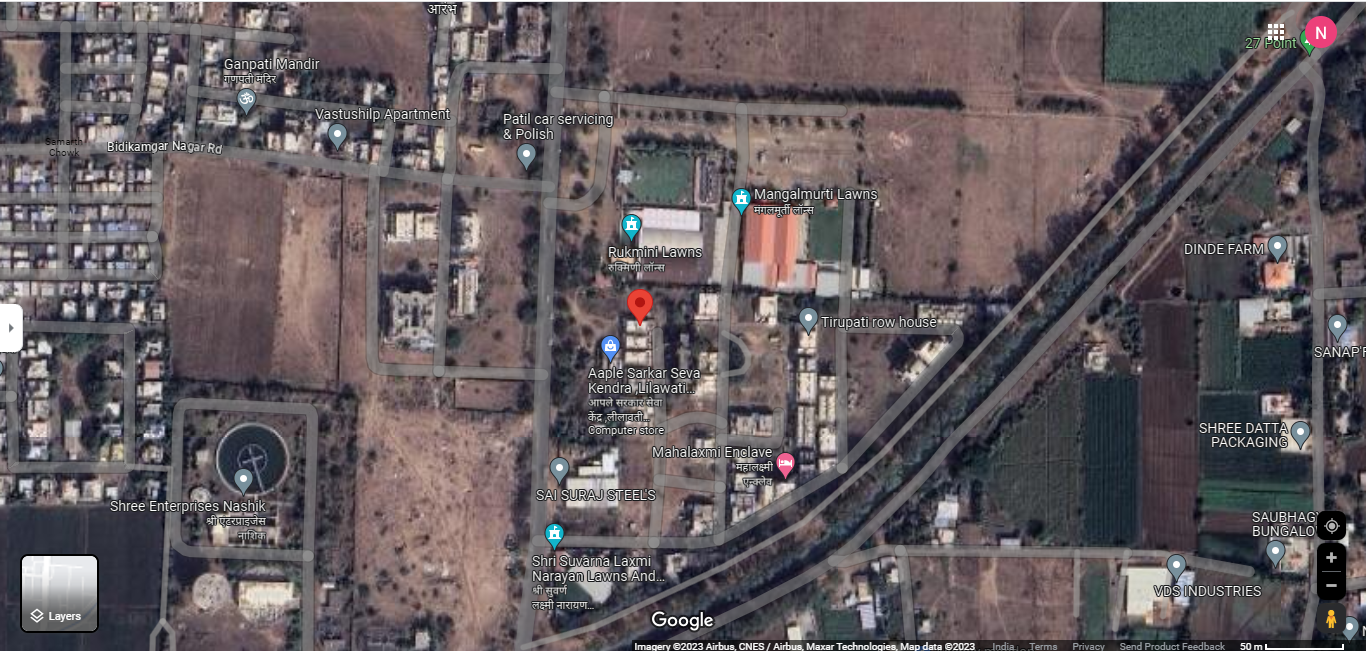 आरंभ
N
27 Point
Ganpati Mandir
गणपती मंदिर
Vastushilp Apartment
Patil car servicing
& Polish
Samarth
Chowk
Bidikamgar Nagar Rd
Mangalmurti Lawns
मंगलमूर्ती लॉन्स
Rukmini Lawns
रुक्मिणी लॉन्स
DINDE FARM
Tirupati row house
SANAP'
Aaple Sarkar Seva
Kendra ,Lilawati...
आपले सरकार सेवा
केंद्र ,लीलावती...
Computer store
SHREE DATTA
PACKAGING
Mahalaxmi Enclave
महालक्ष्मी
एन्क्लेव
SAI SURAJ STEELS
Shree Enterprises Nashik
श्री एंटरप्राइजेस
नाशिक
SAUBHAG
BUNGALO
Shri Suvarna Laxmi
Narayan Lawns And...
श्री सुवर्ण
लक्ष्मी नारायण...
VDS INDUSTRIES
Layers
Google
Imagery ©2023 Airbus, CNES / Airbus, Maxar Technologies, Map data ©2023 India Terms Privacy Send Product Feedback 50 m